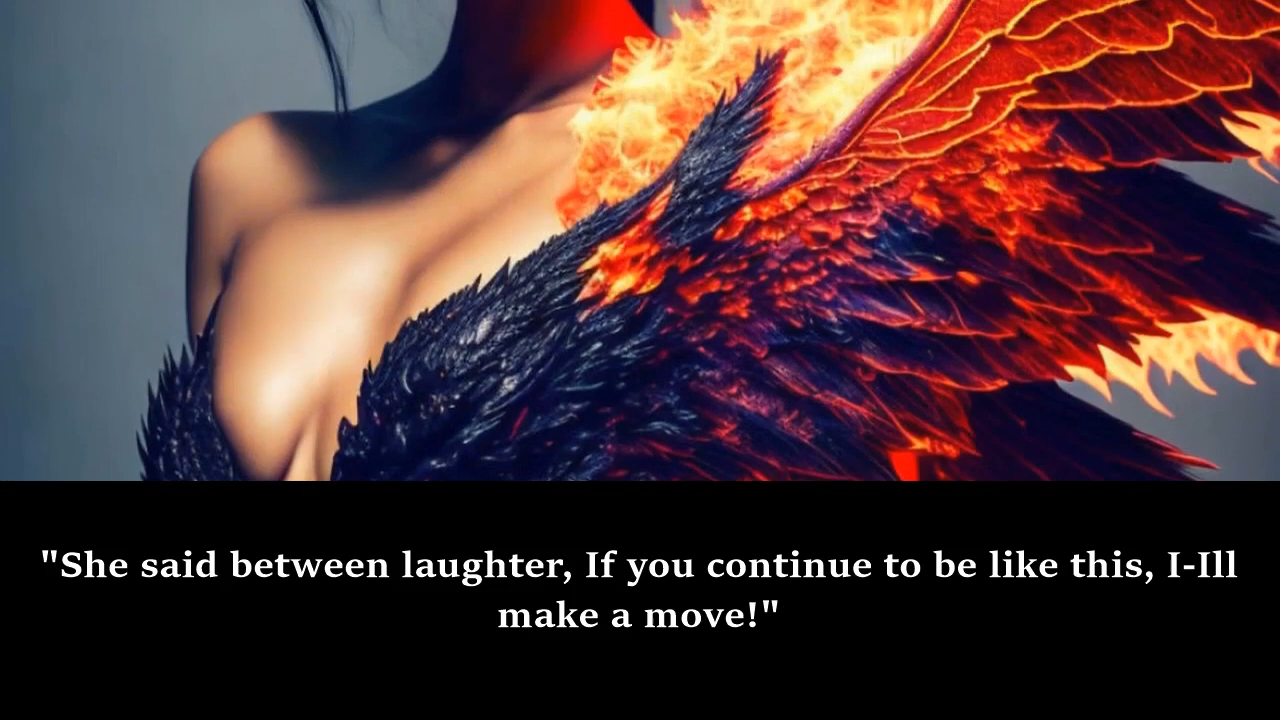 "She said between laughter, If you continue to be like this, I-Ill
make a move!"